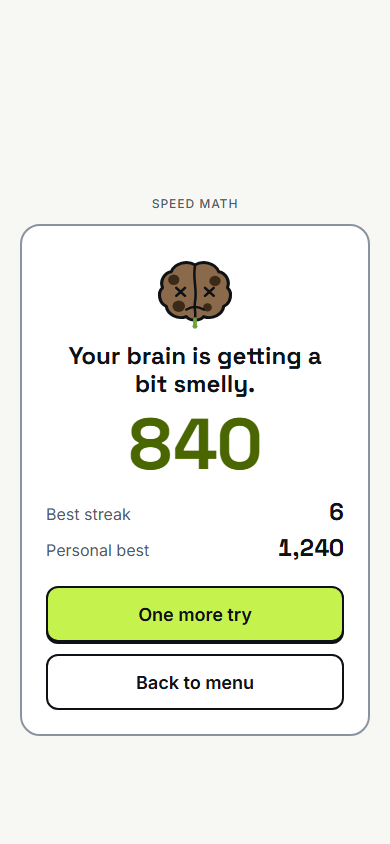 SPEED MATH
Your brain is getting a
bit smelly.
840
Best streak 6
Personal best 1,240
One more try
Back to menu